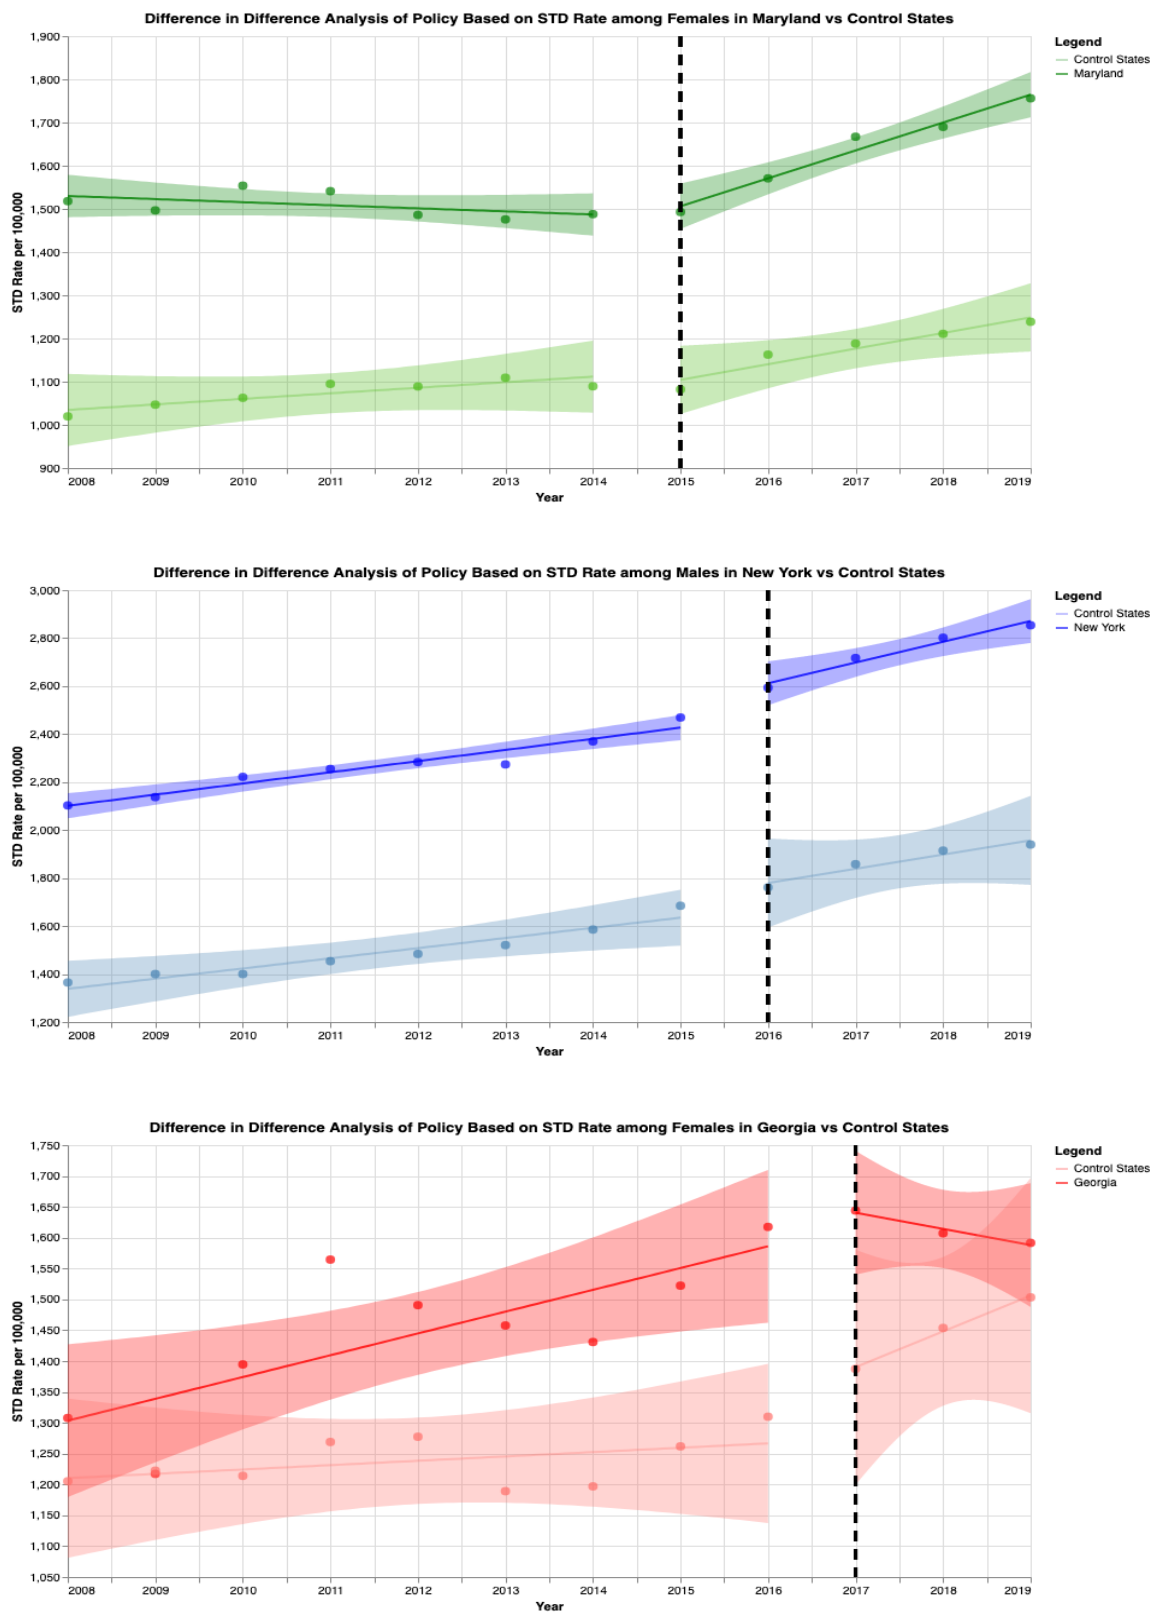 Difference in Difference Analysis of Policy Based on STD Rate among Females in Maryland vs Control States
STD Rate per 100,000
1,900
1,800
1,700
1,600
1,500
1,400
1,300
1,200
1,100
1,000
900
2008 2009 2010 2011 2012 2013 2014 2015 2016 2017 2018 2019
Year
Legend
Control States
Maryland
Difference in Difference Analysis of Policy Based on STD Rate among Males in New York vs Control States
STD Rate per 100,000
3,000
2,800
2,600
2,400
2,200
2,000
1,800
1,600
1,400
1,200
2008 2009 2010 2011 2012 2013 2014 2015 2016 2017 2018 2019
Year
Legend
Control States
New York
Difference in Difference Analysis of Policy Based on STD Rate among Females in Georgia vs Control States
STD Rate per 100,000
1,750
1,700
1,650
1,600
1,550
1,500
1,450
1,400
1,350
1,300
1,250
1,200
1,150
1,100
1,050
2008 2009 2010 2011 2012 2013 2014 2015 2016 2017 2018 2019
Year
Legend
Control States
Georgia